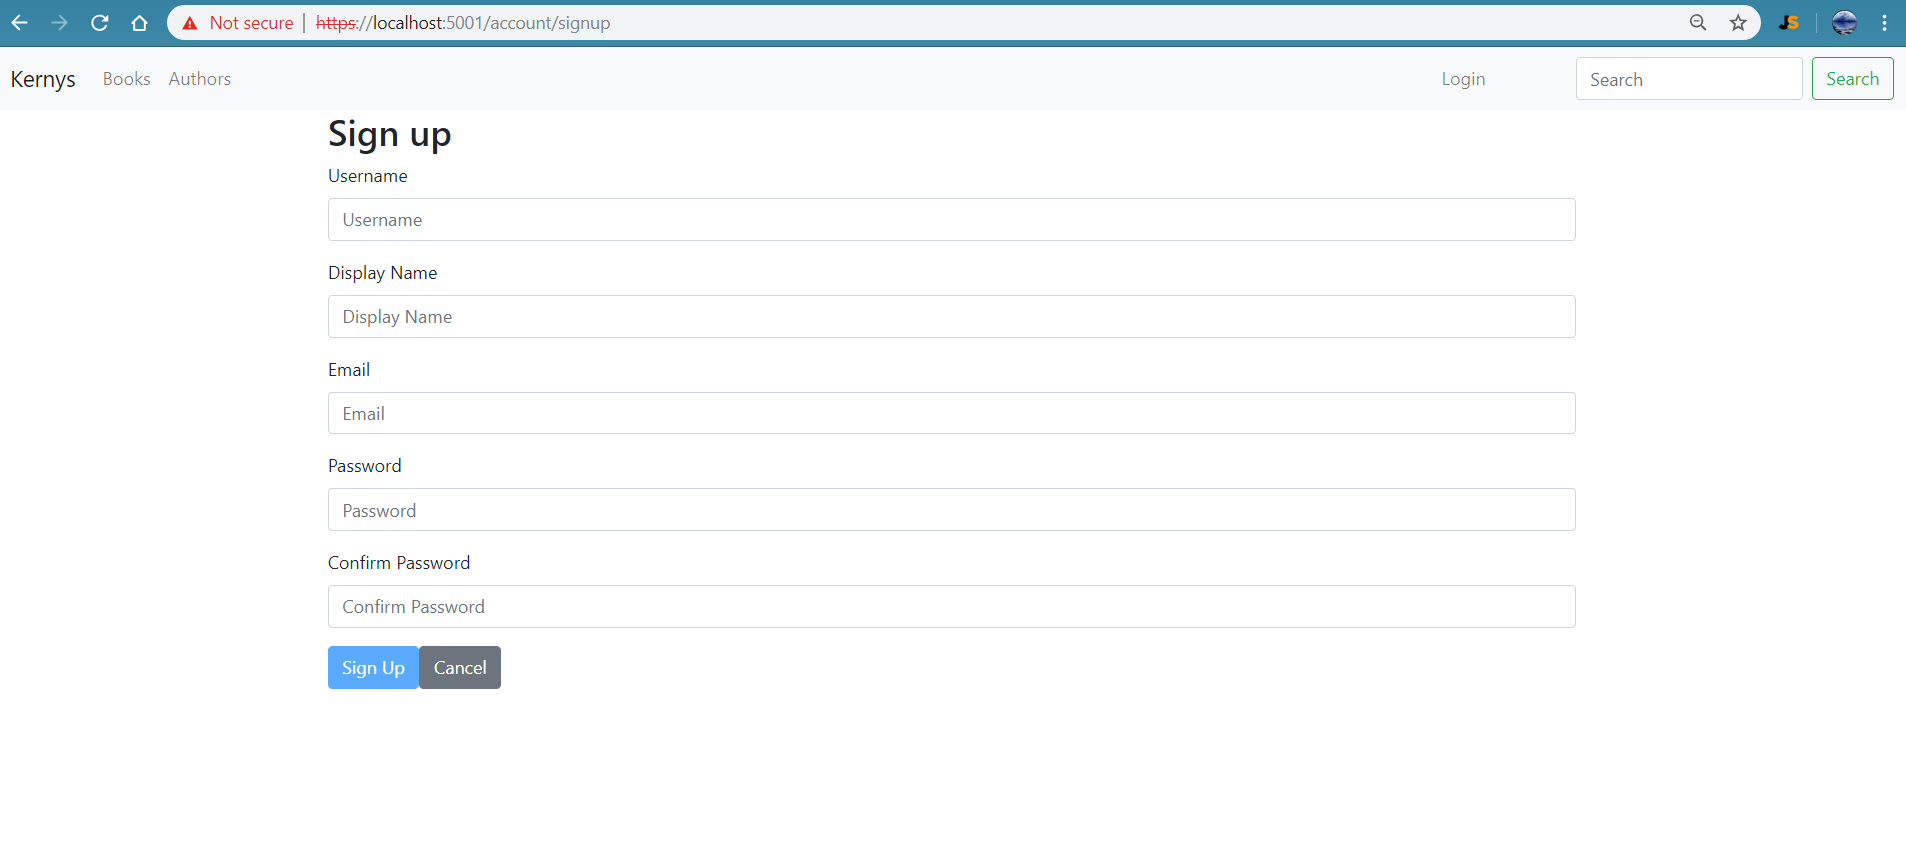 Not secure | https://localhost:5001/account/signup JS
Kernys Books Authors Login Search Search
Sign up
Username
Username
Display Name
Display Name
Email
Email
Password
Password
Confirm Password
Confirm Password
Sign Up Cancel